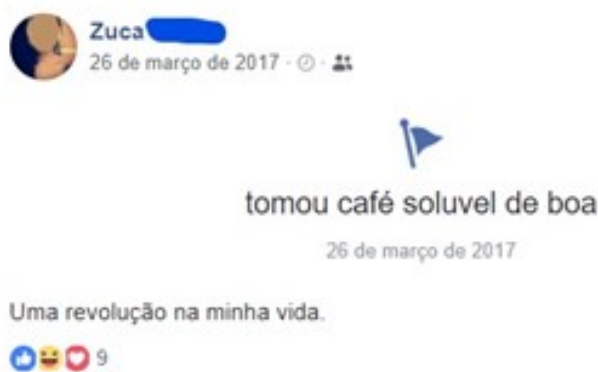 Zuca
26 de março de 2017
tomou café soluvel de boa
26 de março de 2017
Uma revolução na minha vida.
9